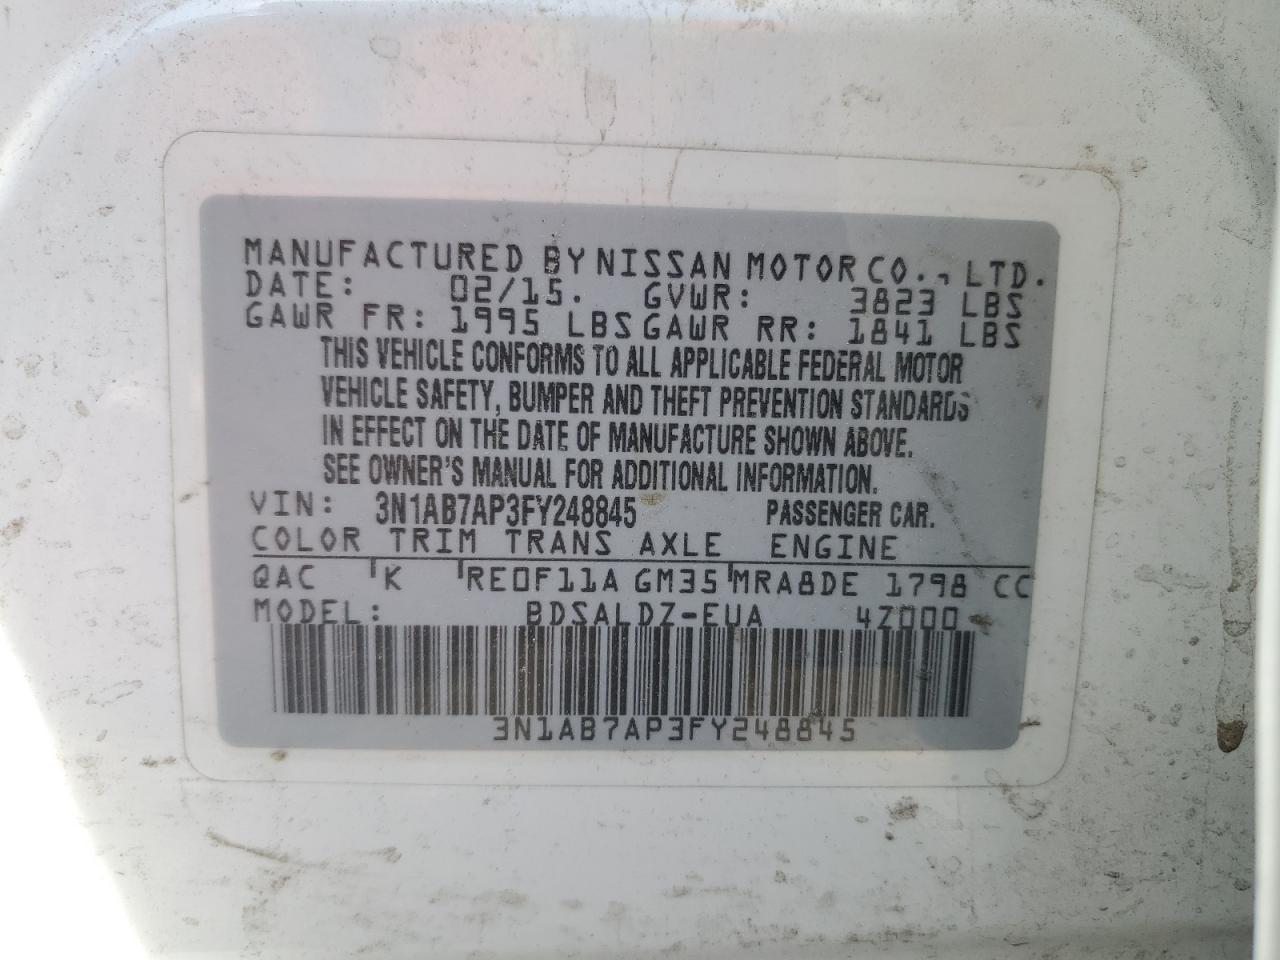 MANUFACTURED BY NISSAN MOTOR CO., LTD.
DATE: 02/15. GVWR: 3823 LBS
GAWR FR: 1995 LBS GAWR RR: 1841 LBS
THIS VEHICLE CONFORMS TO ALL APPLICABLE FEDERAL MOTOR
VEHICLE SAFETY, BUMPER AND THEFT PREVENTION STANDARDS
IN EFFECT ON THE DATE OF MANUFACTURE SHOWN ABOVE.
SEE OWNER'S MANUAL FOR ADDITIONAL INFORMATION.
VIN: 3N1AB7AP3FY248845 PASSENGER CAR.
COLOR TRIM TRANS AXLE ENGINE
QAC K RE0F11A GM35 MRA8DE 1798 CC
MODEL: BDSALDZ-EUA 4Z000
3N1AB7AP3FY248845